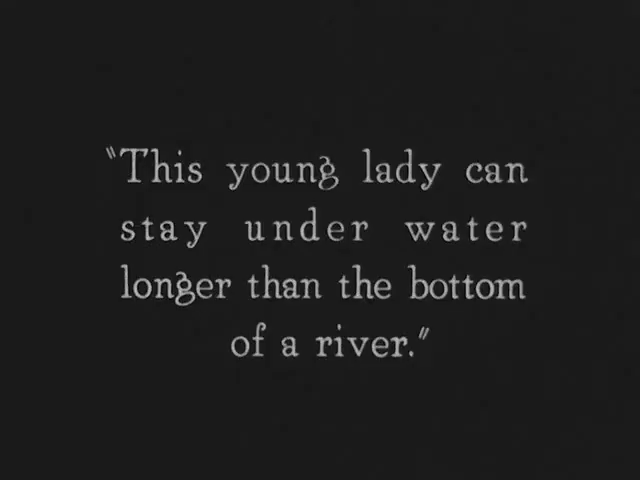 "This young lady can
stay under water
longer than the bottom
of a river."